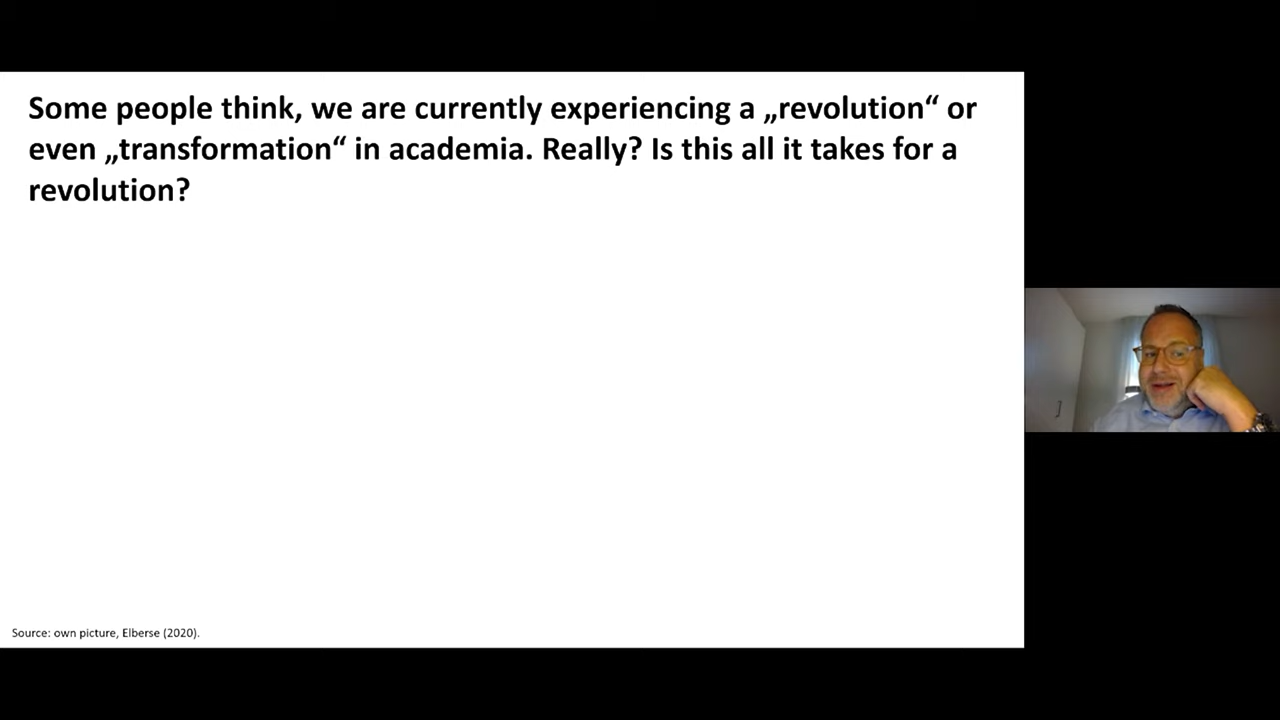 Some people think, we are currently experiencing a „revolution“ or
even „transformation“ in academia. Really? Is this all it takes for a
revolution?
Source: own picture, Elberse (2020).